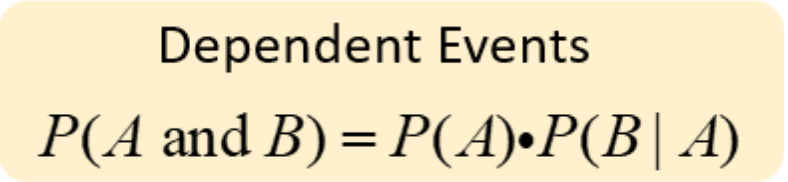 Dependent Events
P(A and B) = P(A)•P(B | A)